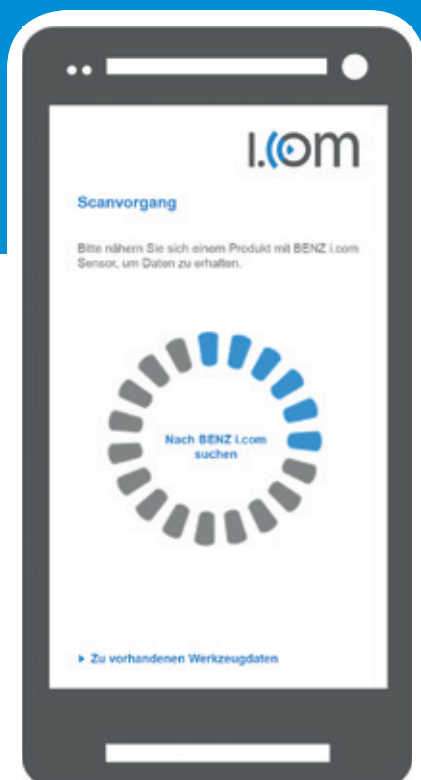 i.com
Scanvorgang
Bitte nähern Sie sich einem Produkt mit BENZ i.com
Sensor, um Daten zu erhalten.
Nach BENZ i.com
suchen
Zu vorhandenen Werkzeugdaten